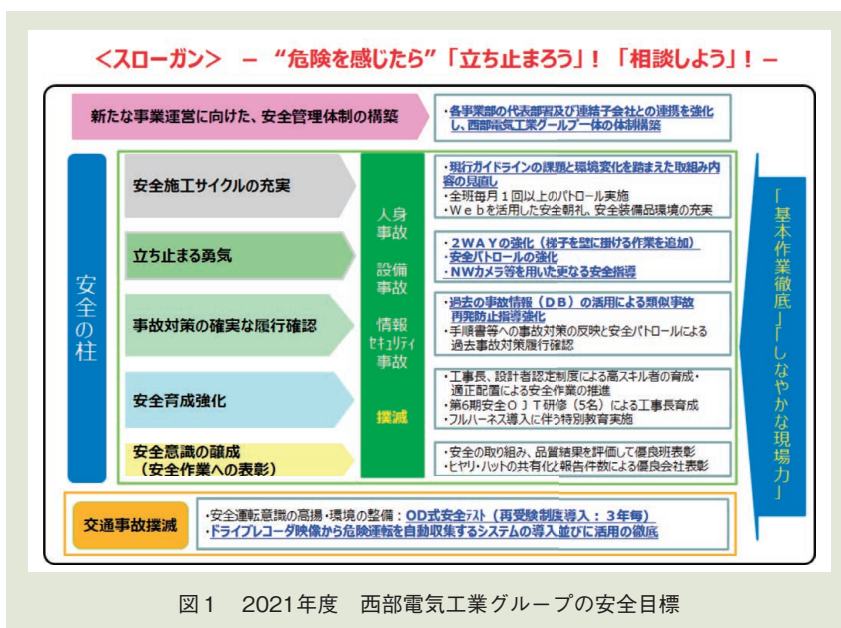 <スローガン> － “危険を感じたら”「立ち止まろう」！「相談しよう」！－
新たな事業運営に向けた、安全管理体制の構築
・各事業部の代表部署及び連結子会社との連携を強化
し、西部電気工業グループ一体の体制構築
安全の柱
安全施工サイクルの充実
立ち止まる勇気
事故対策の確実な履行確認
安全育成強化
安全意識の醸成
（安全作業への表彰）
人身
事故
設備
事故
情報
セキュリティ
事故
撲滅
・現行ガイドラインの課題と環境変化を踏まえた取組み内
容の見直し
・全班毎月１回以上のパトロール実施
・Ｗｅｂを活用した安全朝礼、安全装備品環境の充実
・２ＷＡＹの強化（梯子を壁に掛ける作業を追加）
・安全パトロールの強化
・ＮＷカメラ等を用いた更なる安全指導
・過去の事故情報（ＤＢ）の活用による類似事故
再発防止指導強化
・手順書等への事故対策の反映と安全パトロールによる
過去事故対策履行確認
・工事長、設計者認定制度による高スキル者の育成・
適正配置による安全作業の推進
・第6期安全ＯＪＴ研修（5名）による工事長育成
・フルハーネス導入に伴う特別教育実施
・安全の取り組み、品質結果を評価して優良班表彰
・ヒヤリ・ハットの共有化と報告件数による優良会社表彰
「基本作業徹底」「しなやかな現場力」
交通事故撲滅
・安全運転意識の高揚・環境の整備：OD式安全テスト（再受験制度導入：３年毎）
・ドライブレコーダ映像から危険運転を自動収集するシステムの導入並びに活用の徹底
図1　2021年度　西部電気工業グループの安全目標